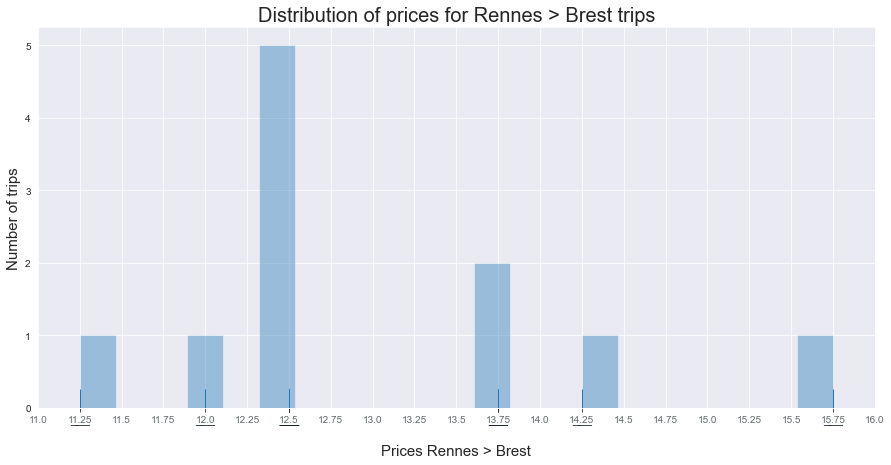 Distribution of prices for Rennes > Brest trips
Number of trips
5
4
3
2
1
0
11.0 11.25 11.5 11.75 12.0 12.25 12.5 12.75 13.0 13.25 13.5 13.75 14.0 14.25 14.5 14.75 15.0 15.25 15.5 15.75 16.0
Prices Rennes > Brest